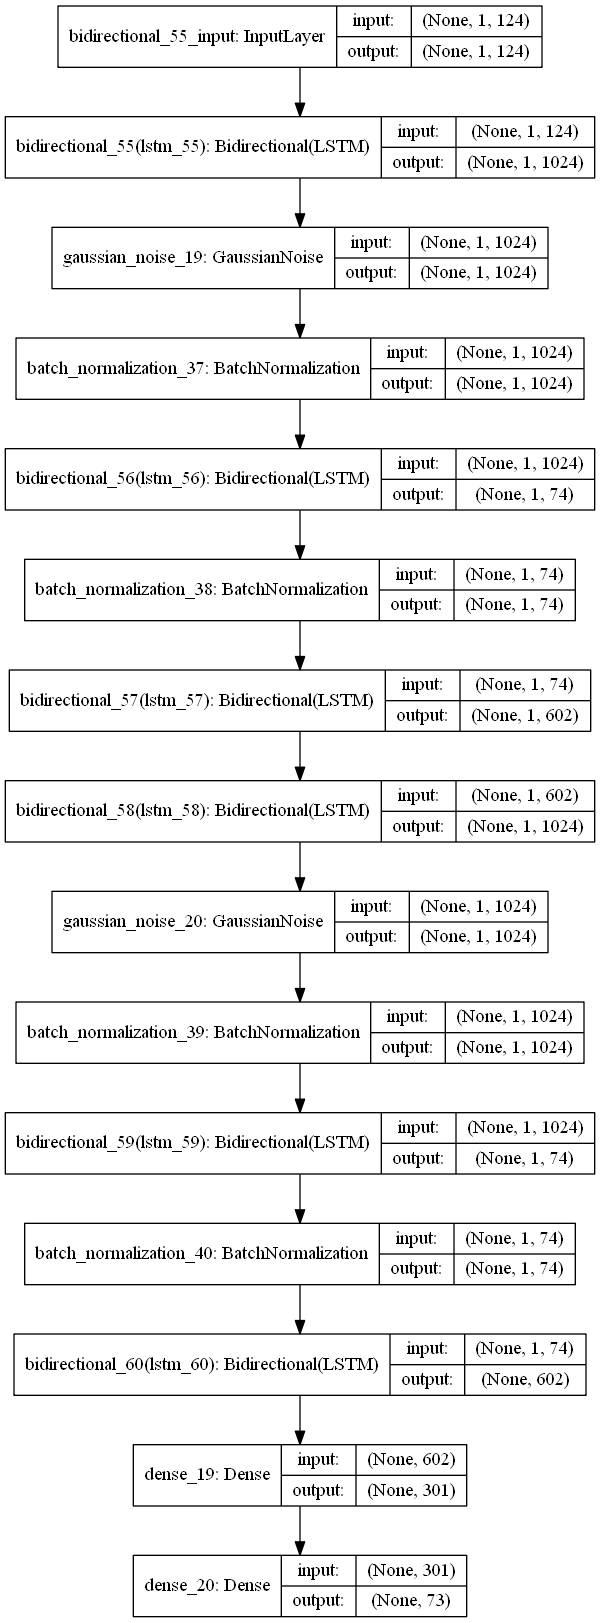 bidirectional_55_input: InputLayer
input: (None, 1, 124)
output: (None, 1, 124)
bidirectional_55(lstm_55): Bidirectional(LSTM)
input: (None, 1, 124)
output: (None, 1, 1024)
gaussian_noise_19: GaussianNoise
input: (None, 1, 1024)
output: (None, 1, 1024)
batch_normalization_37: BatchNormalization
input: (None, 1, 1024)
output: (None, 1, 1024)
bidirectional_56(lstm_56): Bidirectional(LSTM)
input: (None, 1, 1024)
output: (None, 1, 74)
batch_normalization_38: BatchNormalization
input: (None, 1, 74)
output: (None, 1, 74)
bidirectional_57(lstm_57): Bidirectional(LSTM)
input: (None, 1, 74)
output: (None, 1, 602)
bidirectional_58(lstm_58): Bidirectional(LSTM)
input: (None, 1, 602)
output: (None, 1, 1024)
gaussian_noise_20: GaussianNoise
input: (None, 1, 1024)
output: (None, 1, 1024)
batch_normalization_39: BatchNormalization
input: (None, 1, 1024)
output: (None, 1, 1024)
bidirectional_59(lstm_59): Bidirectional(LSTM)
input: (None, 1, 1024)
output: (None, 1, 74)
batch_normalization_40: BatchNormalization
input: (None, 1, 74)
output: (None, 1, 74)
bidirectional_60(lstm_60): Bidirectional(LSTM)
input: (None, 1, 74)
output: (None, 602)
dense_19: Dense
input: (None, 602)
output: (None, 301)
dense_20: Dense
input: (None, 301)
output: (None, 73)